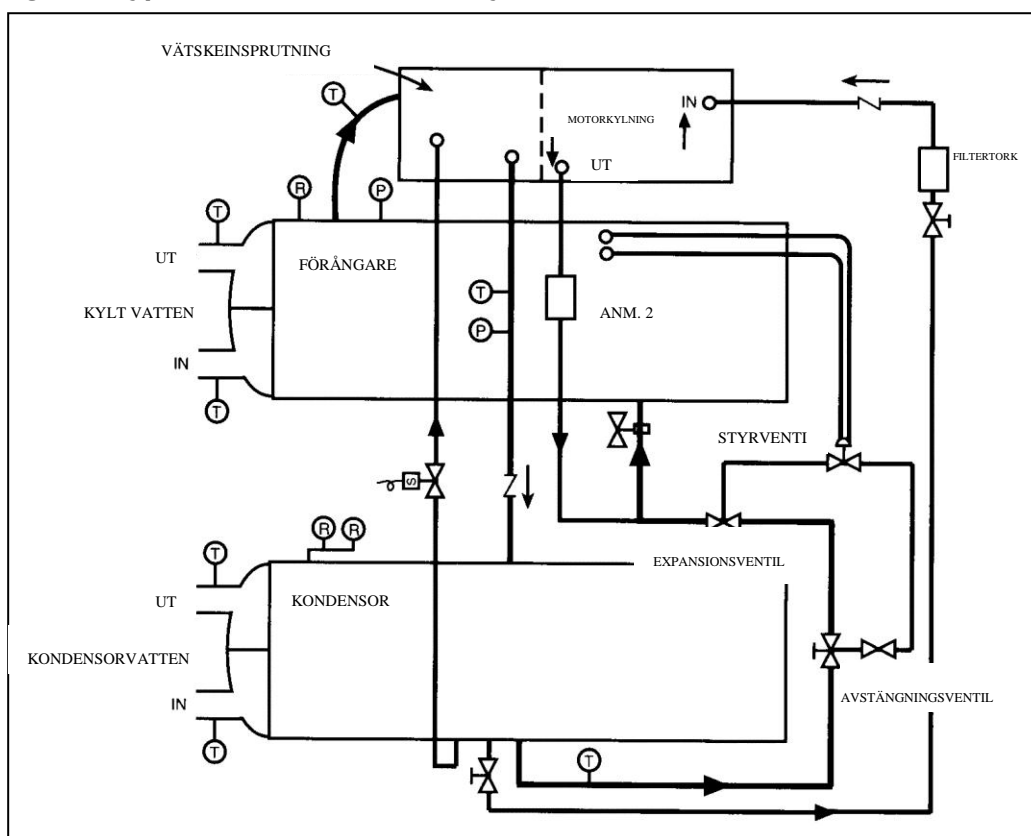 VÄTSKEINSPRUTNING
T
IN
MOTORKYLNING
UT
FILTERTORK
R
P
T
UT
FÖRÅNGARE
T
ANM. 2
KYLT VATTEN
P
IN
T
STYRVENTI
S
R R
T
EXPANSIONSVENTIL
UT
KONDENSOR
KONDENSORVATTEN
AVSTÄNGNINGSVENTIL
IN
T
T